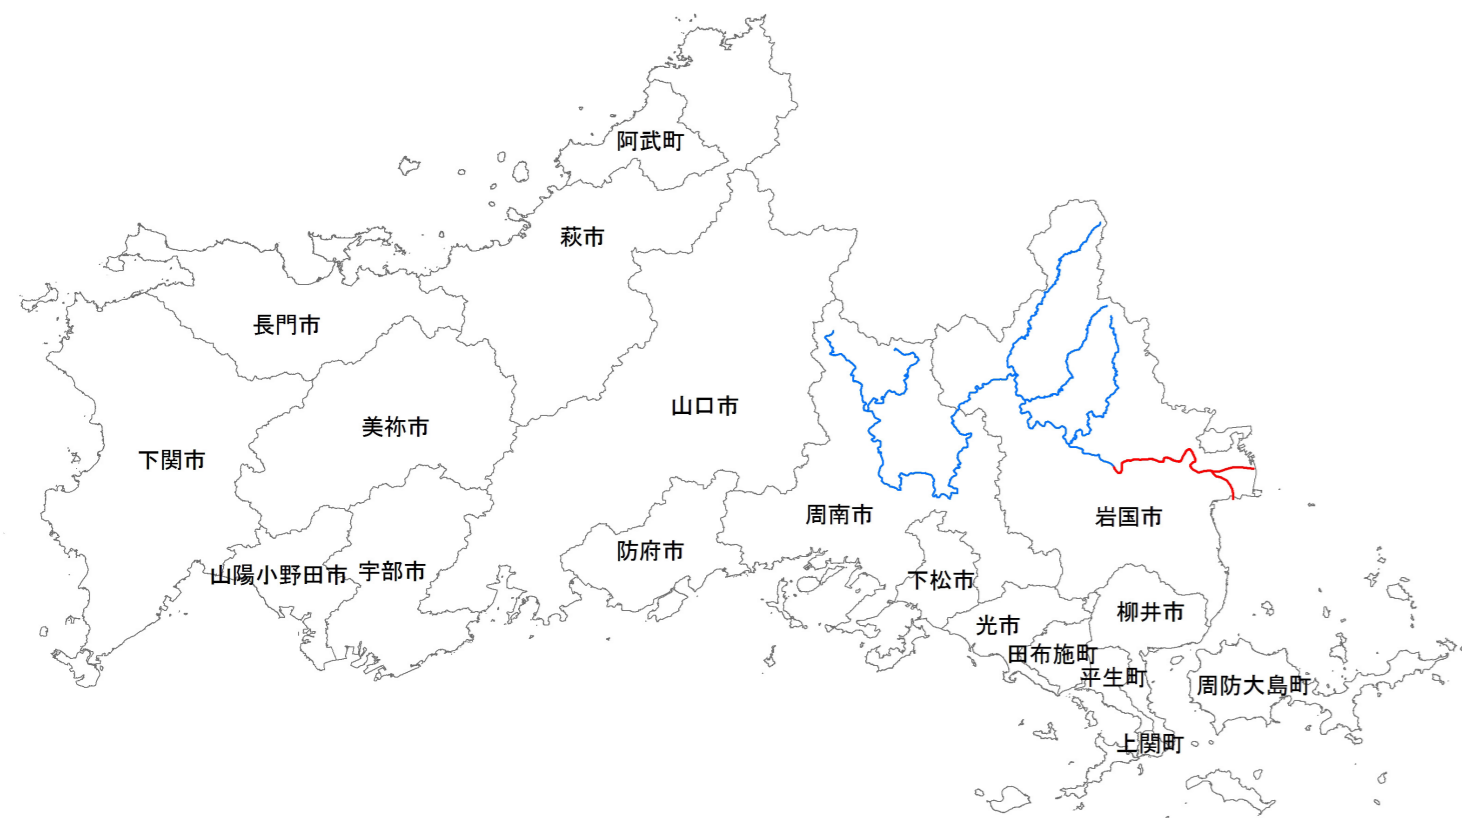 阿武町
萩市
長門市
山口市
美祢市
下関市
周南市
岩国市
防府市
山陽小野田市
宇部市
下松市
柳井市
光市
田布施町
平生町
周防大島町
上関町